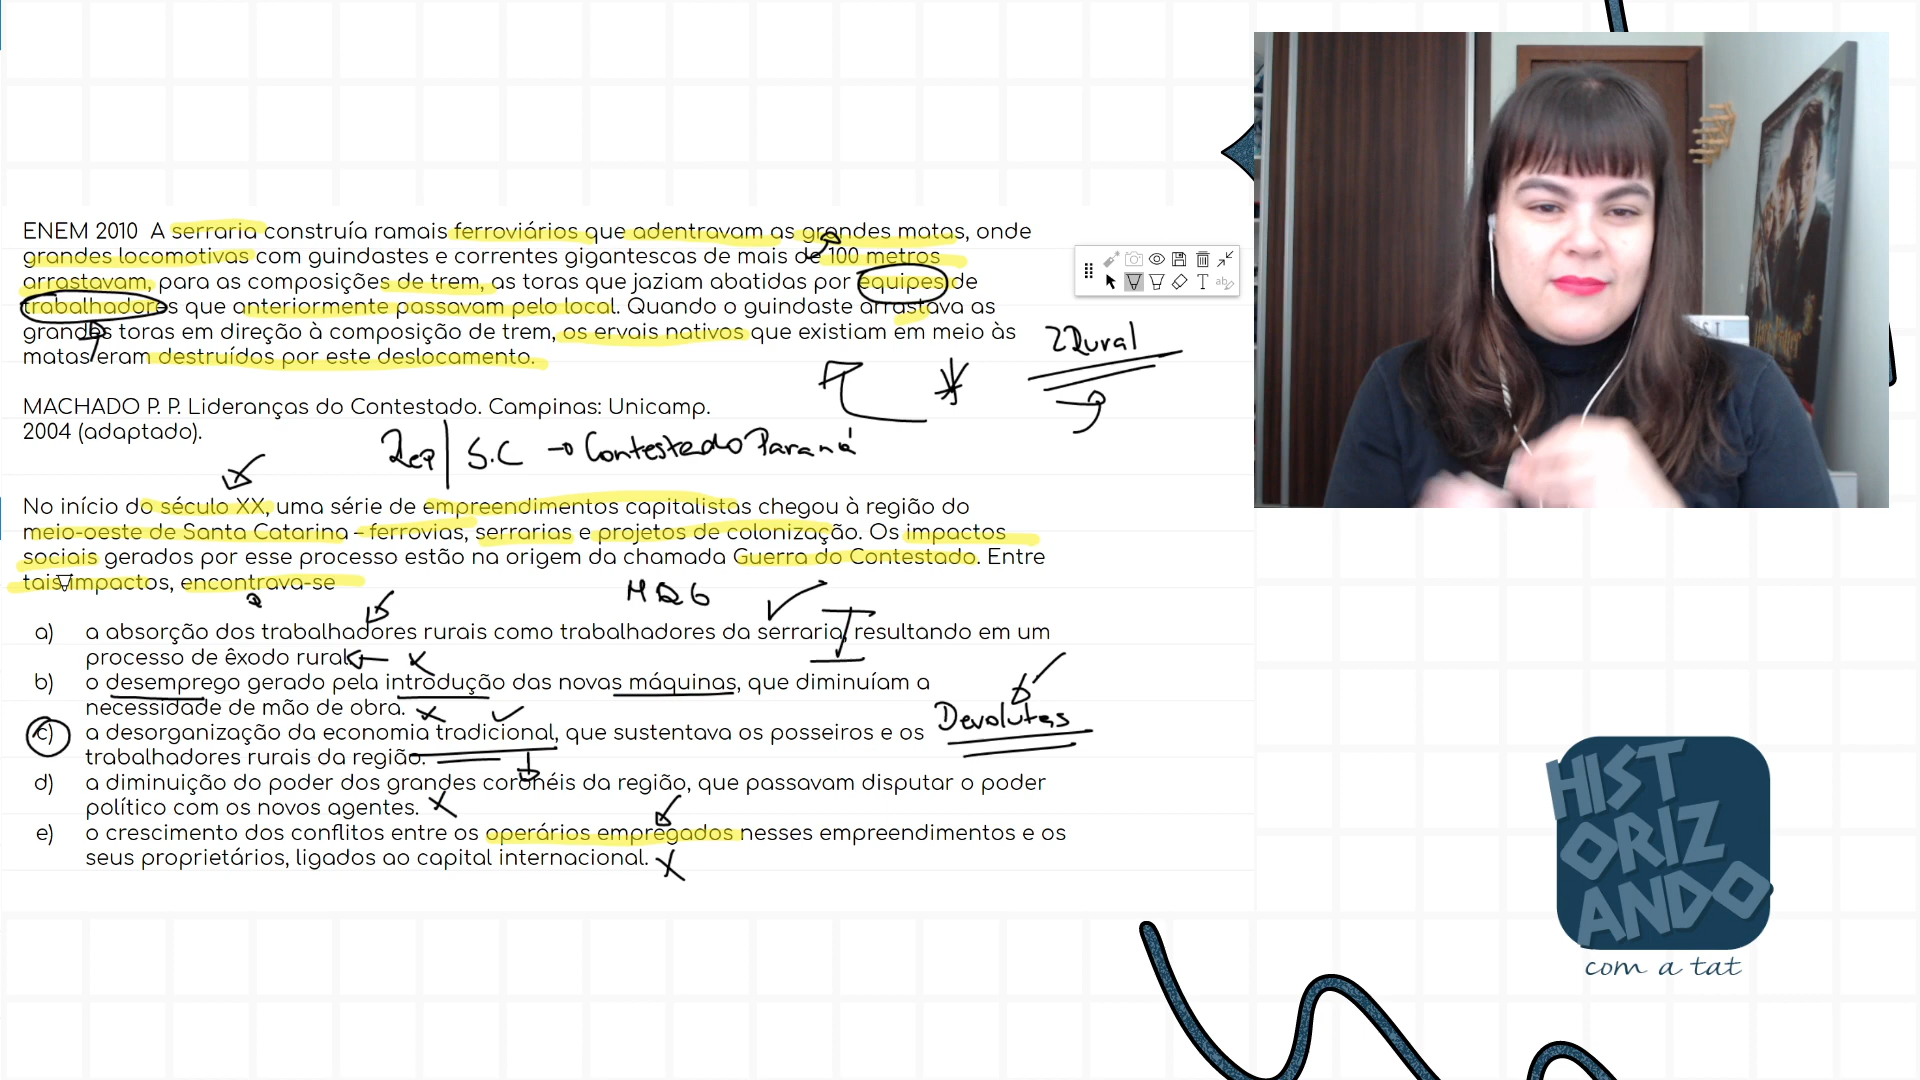 ENEM 2010 A serraria construía ramais ferroviários que adentravam as grandes matas, onde
grandes locomotivas com guindastes e correntes gigantescas de mais de 100 metros
arrastavam, para as composições de trem, as toras que jaziam abatidas por equipes de
trabalhadores que anteriormente passavam pelo local. Quando o guindaste arrastava as
grandes toras em direção à composição de trem, os ervais nativos que existiam em meio às
matas eram destruídos por este deslocamento.
Rural
MACHADO P. P. Lideranças do Contestado. Campinas: Unicamp.
2004 (adaptado).
S.C → Contestado Paraná
No início do século XX, uma série de empreendimentos capitalistas chegou à região do
meio-oeste de Santa Catarina – ferrovias, serrarias e projetos de colonização. Os impactos
sociais gerados por esse processo estão na origem da chamada Guerra do Contestado. Entre
tais impactos, encontrava-se
a) a absorção dos trabalhadores rurais como trabalhadores da serraria, resultando em um
processo de êxodo rural.
b) o desemprego gerado pela introdução das novas máquinas, que diminuíam a
necessidade de mão de obra.
c) a desorganização da economia tradicional, que sustentava os posseiros e os
trabalhadores rurais da região.
Devolutas
d) a diminuição do poder dos grandes coronéis da região, que passavam disputar o poder
político com os novos agentes.
e) o crescimento dos conflitos entre os operários empregados nesses empreendimentos e os
seus proprietários, ligados ao capital internacional.
HIST
ORIZ
ANDO
com a tat